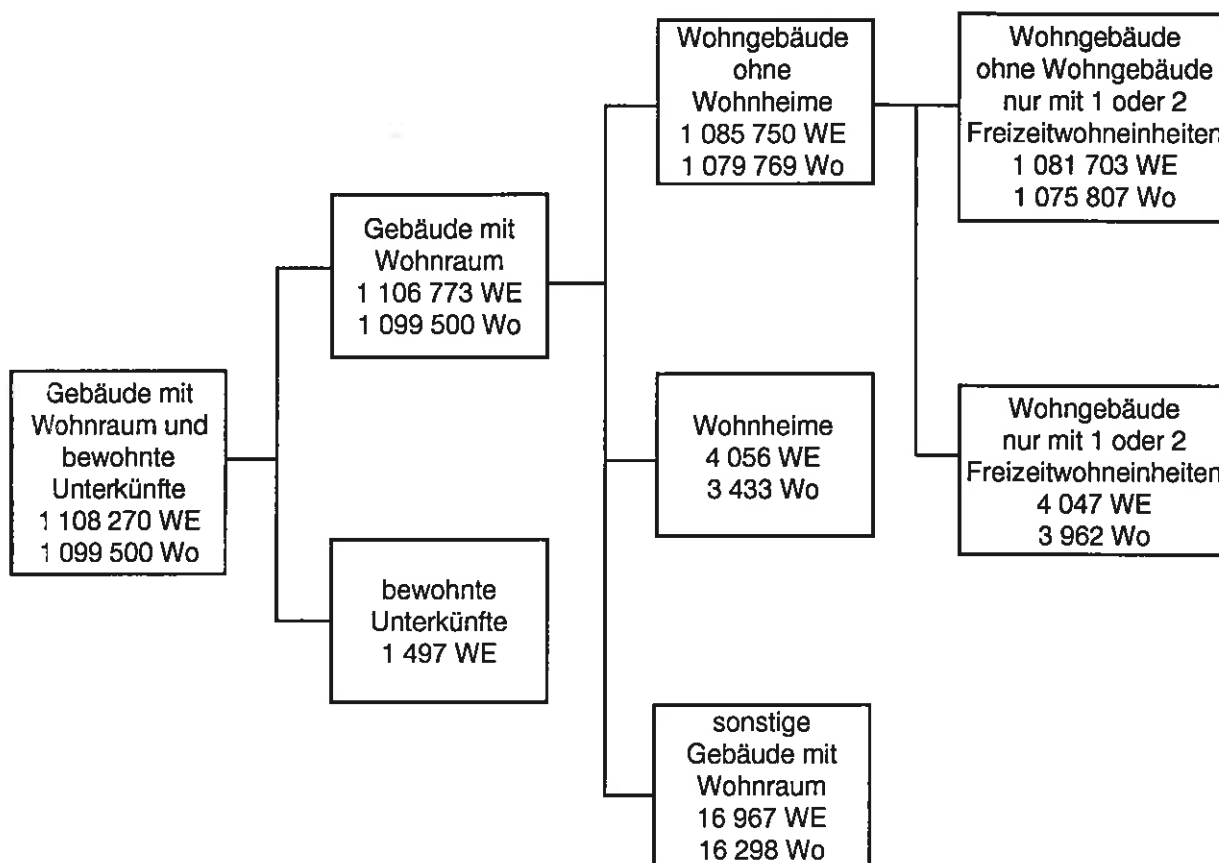 Gebäude mit
Wohnraum und
bewohnte
Unterkünfte
1 108 270 WE
1 099 500 Wo
Gebäude mit
Wohnraum
1 106 773 WE
1 099 500 Wo
bewohnte
Unterkünfte
1 497 WE
Wohngebäude
ohne
Wohnheime
1 085 750 WE
1 079 769 Wo
Wohnheime
4 056 WE
3 433 Wo
sonstige
Gebäude mit
Wohnraum
16 967 WE
16 298 Wo
Wohngebäude
ohne Wohngebäude
nur mit 1 oder 2
Freizeitwohneinheiten
1 081 703 WE
1 075 807 Wo
Wohngebäude
nur mit 1 oder 2
Freizeitwohneinheiten
4 047 WE
3 962 Wo